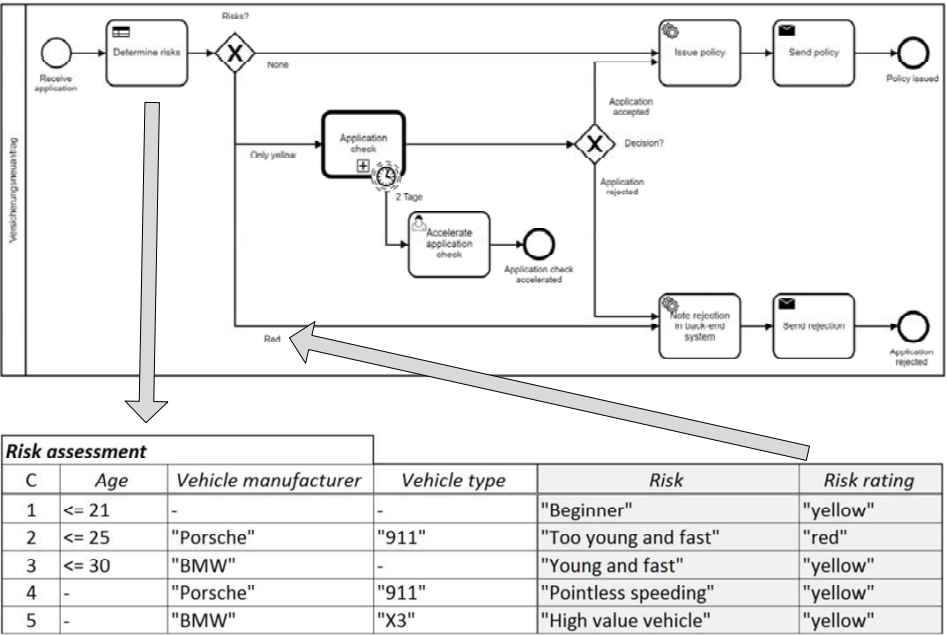 Versicherungsneuantrag
Receive
application
Determine risks
Risks?
None
Only yellow
Red
Application
check
2 Tage
Accelerate
application
check
Application check
accelerated
Application
accepted
Decision?
Application
rejected
Issue policy
Send policy
Policy issued
Note rejection
in back-end
system
Send rejection
Application
rejected
Risk assessment
C Age Vehicle manufacturer Vehicle type Risk Risk rating
1 <= 21 - - "Beginner" "yellow"
2 <= 25 "Porsche" "911" "Too young and fast" "red"
3 <= 30 "BMW" - "Young and fast" "yellow"
4 - "Porsche" "911" "Pointless speeding" "yellow"
5 - "BMW" "X3" "High value vehicle" "yellow"